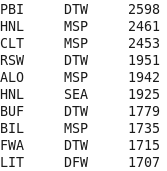 PBI DTW 2598
HNL MSP 2461
CLT MSP 2453
RSW DTW 1951
ALO MSP 1942
HNL SEA 1925
BUF DTW 1779
BIL MSP 1735
FWA DTW 1715
LIT DFW 1707